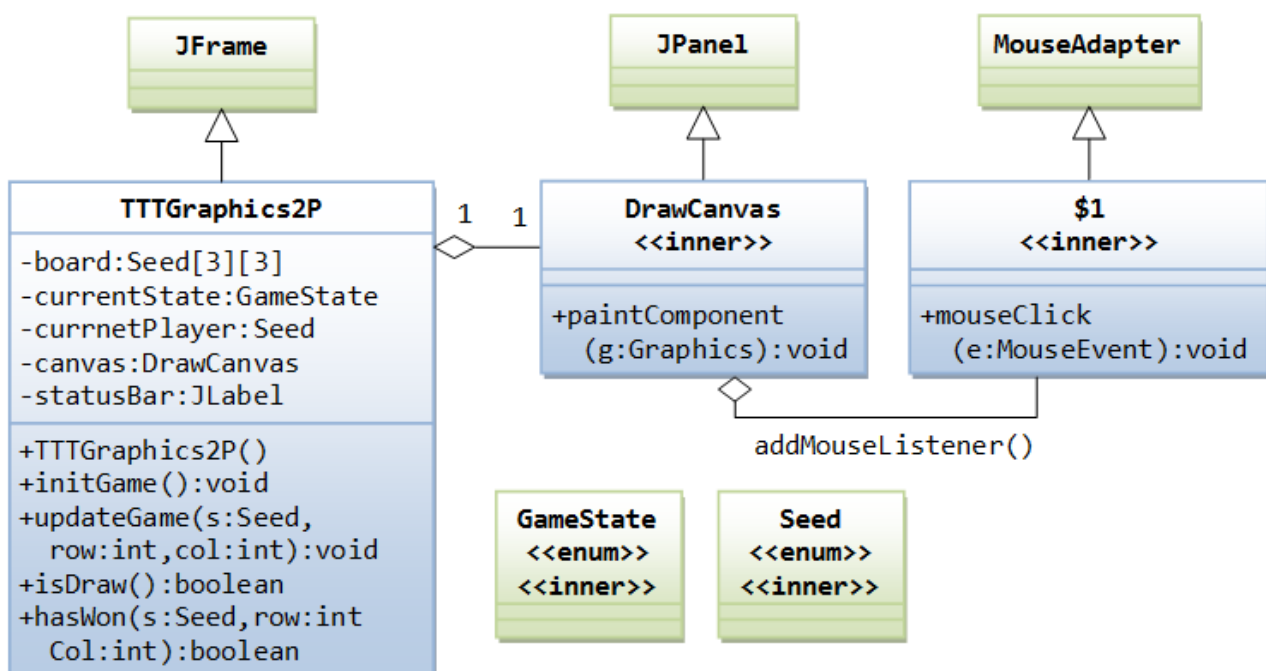 JFrame
JPanel
MouseAdapter
TTTGraphics2P
-board:Seed[3][3]
-currentState:GameState
-currnetPlayer:Seed
-canvas:DrawCanvas
-statusBar:JLabel
+TTTGraphics2P()
+initGame():void
+updateGame(s:Seed,
row:int,col:int):void
+isDraw():boolean
+hasWon(s:Seed,row:int
Col:int):boolean
1
1
DrawCanvas
<<inner>>
+paintComponent
(g:Graphics):void
$1
<<inner>>
+mouseClick
(e:MouseEvent):void
addMouseListener()
GameState
<<enum>>
<<inner>>
Seed
<<enum>>
<<inner>>